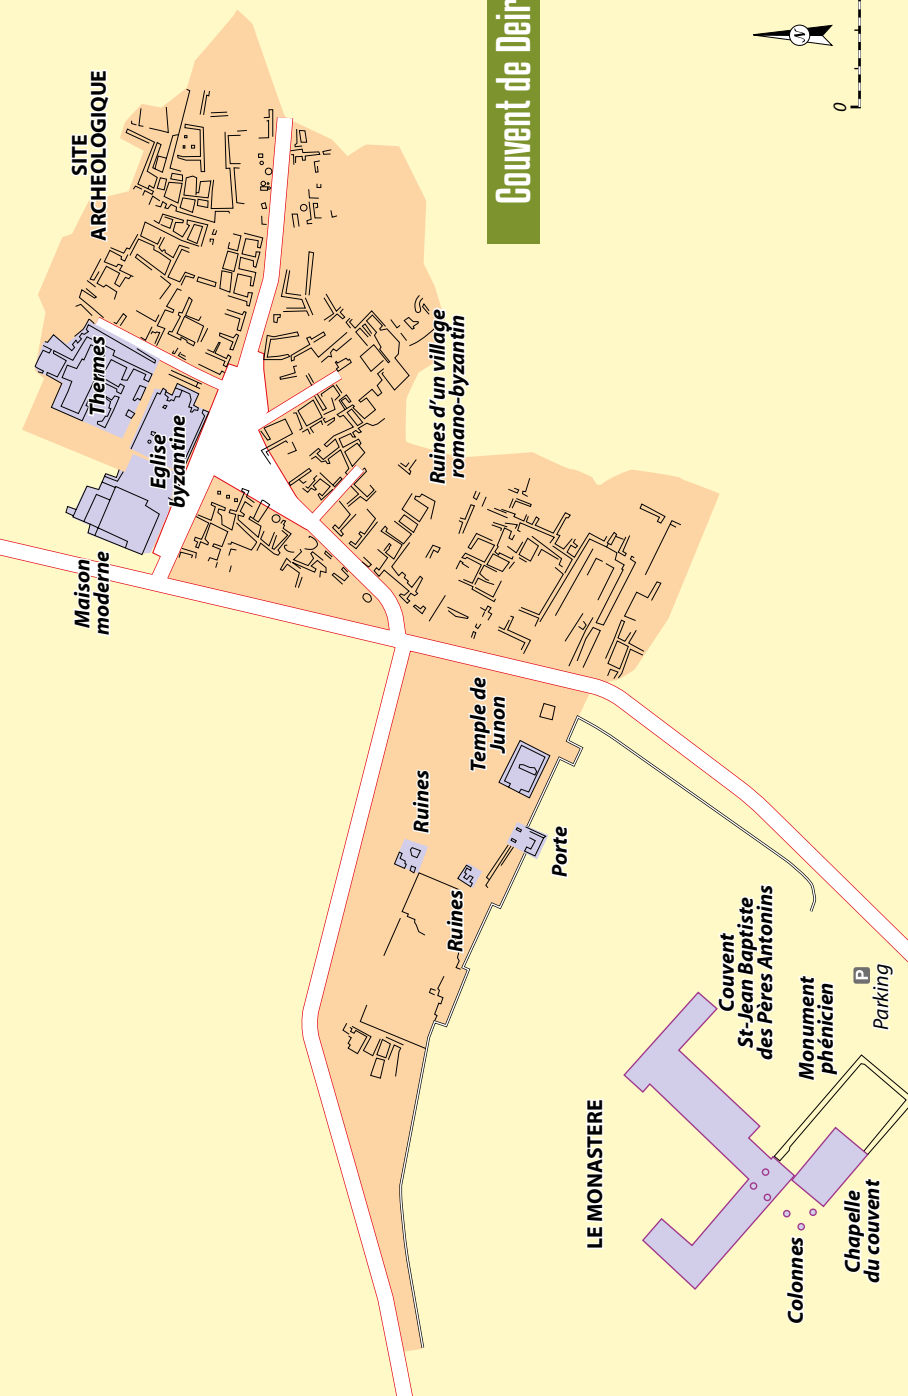 SITE
ARCHEOLOGIQUE
Thermes
Eglise
byzantine
Maison
moderne
Ruines d'un village
romano-byzantin
Couvent de Deir
N
0
Temple de
Junon
Ruines
Ruines
Porte
Couvent
St-Jean Baptiste
des Pères Antonins
Monument
phénicien
P
Parking
LE MONASTERE
Colonnes
Chapelle
du couvent